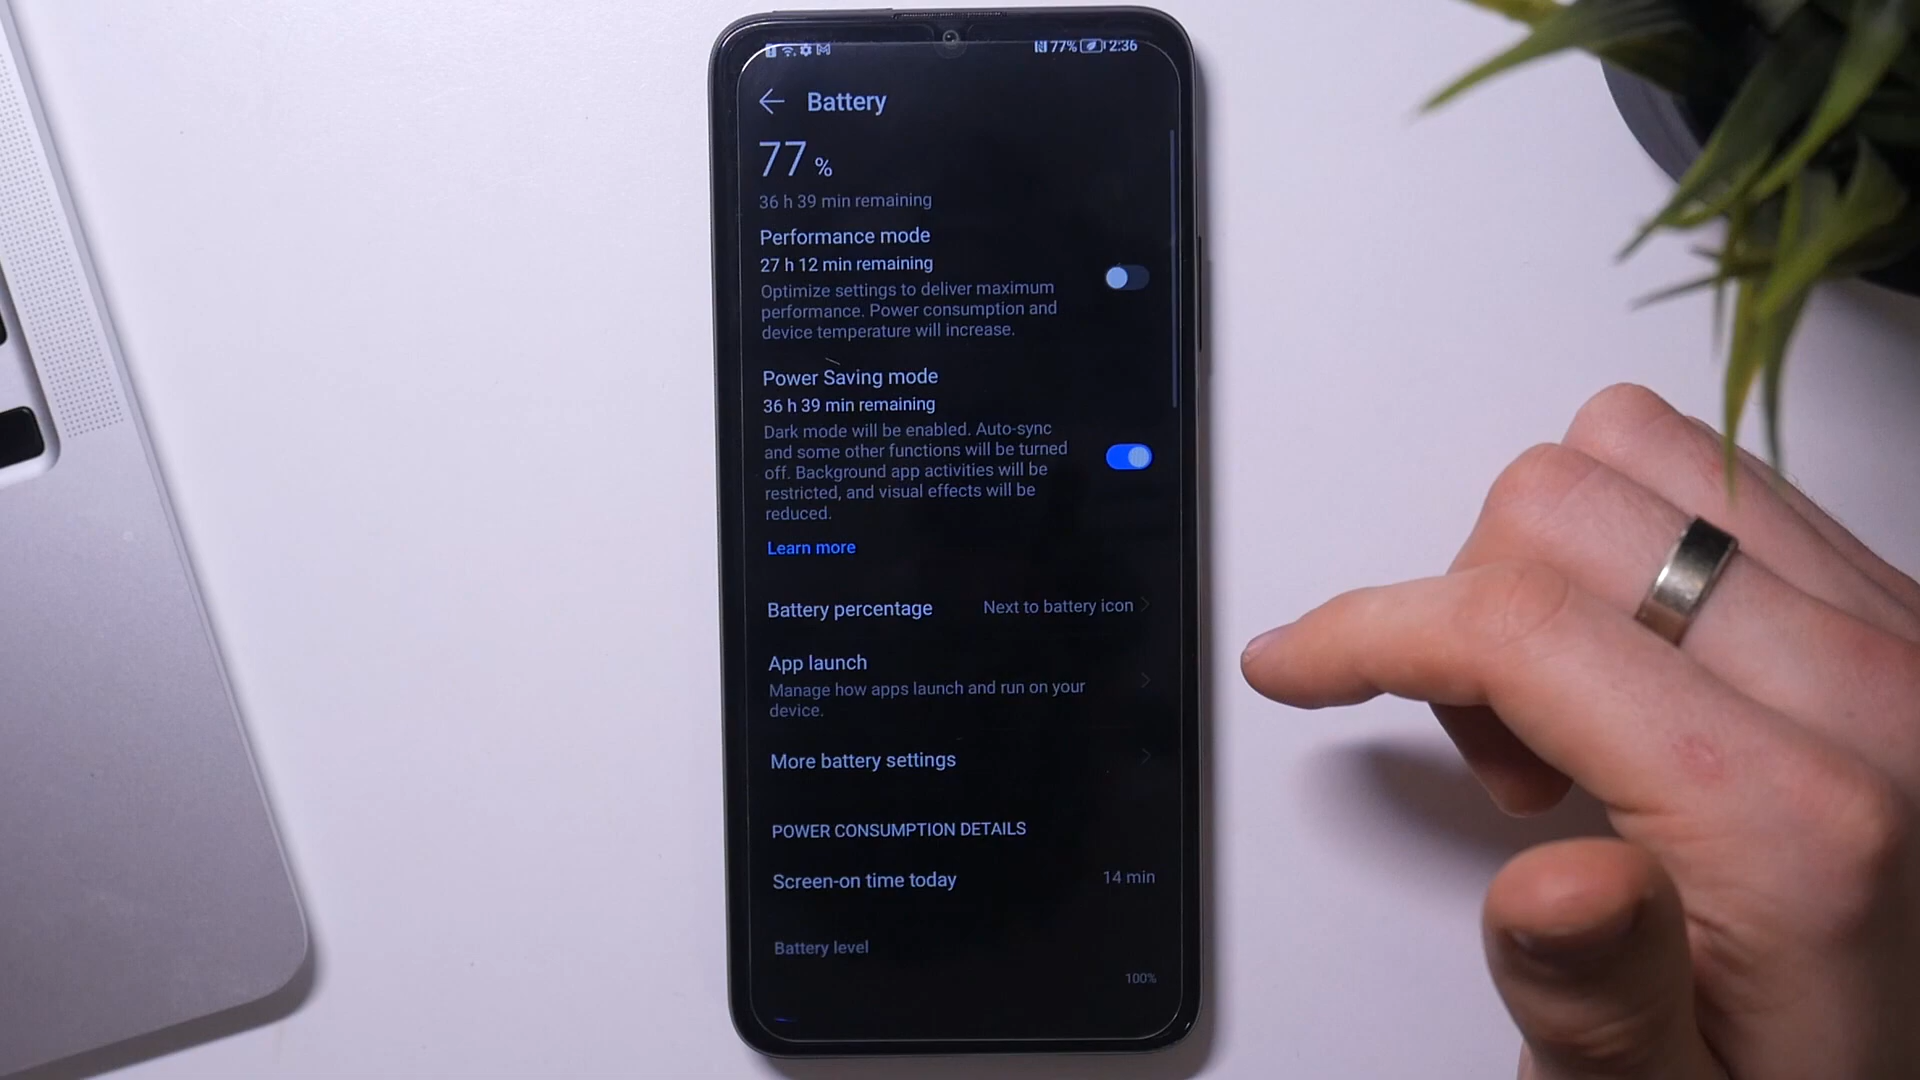 77% 12:36
Battery
77 %
36 h 39 min remaining
Performance mode
27 h 12 min remaining
Optimize settings to deliver maximum
performance. Power consumption and
device temperature will increase.
Power Saving mode
36 h 39 min remaining
Dark mode will be enabled. Auto-sync
and some other functions will be turned
off. Background app activities will be
restricted, and visual effects will be
reduced.
Learn more
Battery percentage Next to battery icon
App launch
Manage how apps launch and run on your
device.
More battery settings
POWER CONSUMPTION DETAILS
Screen-on time today 14 min
Battery level
100%